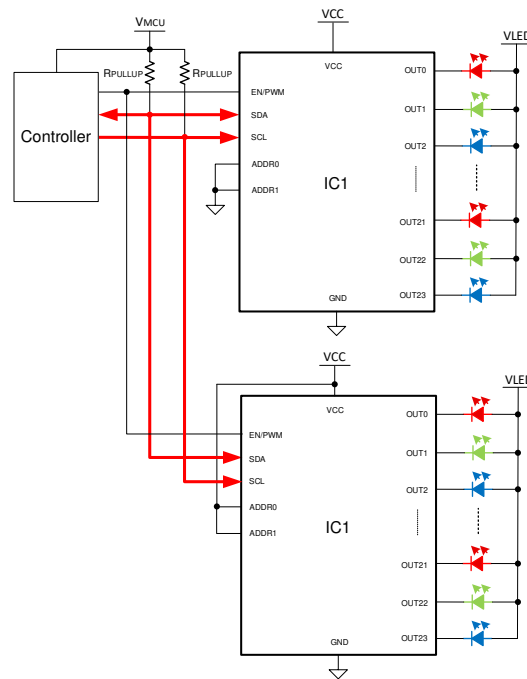 VMCU
VCC
VLED
RPULLUP
RPULLUP
VCC
OUT0
EN/PWM
OUT1
SDA
Controller
SCL
OUT2
ADDR0
ADDR1
IC1
OUT21
OUT22
GND
OUT23
VCC
VLED
VCC
OUT0
EN/PWM
OUT1
SDA
SCL
OUT2
ADDR0
ADDR1
IC1
OUT21
OUT22
GND
OUT23